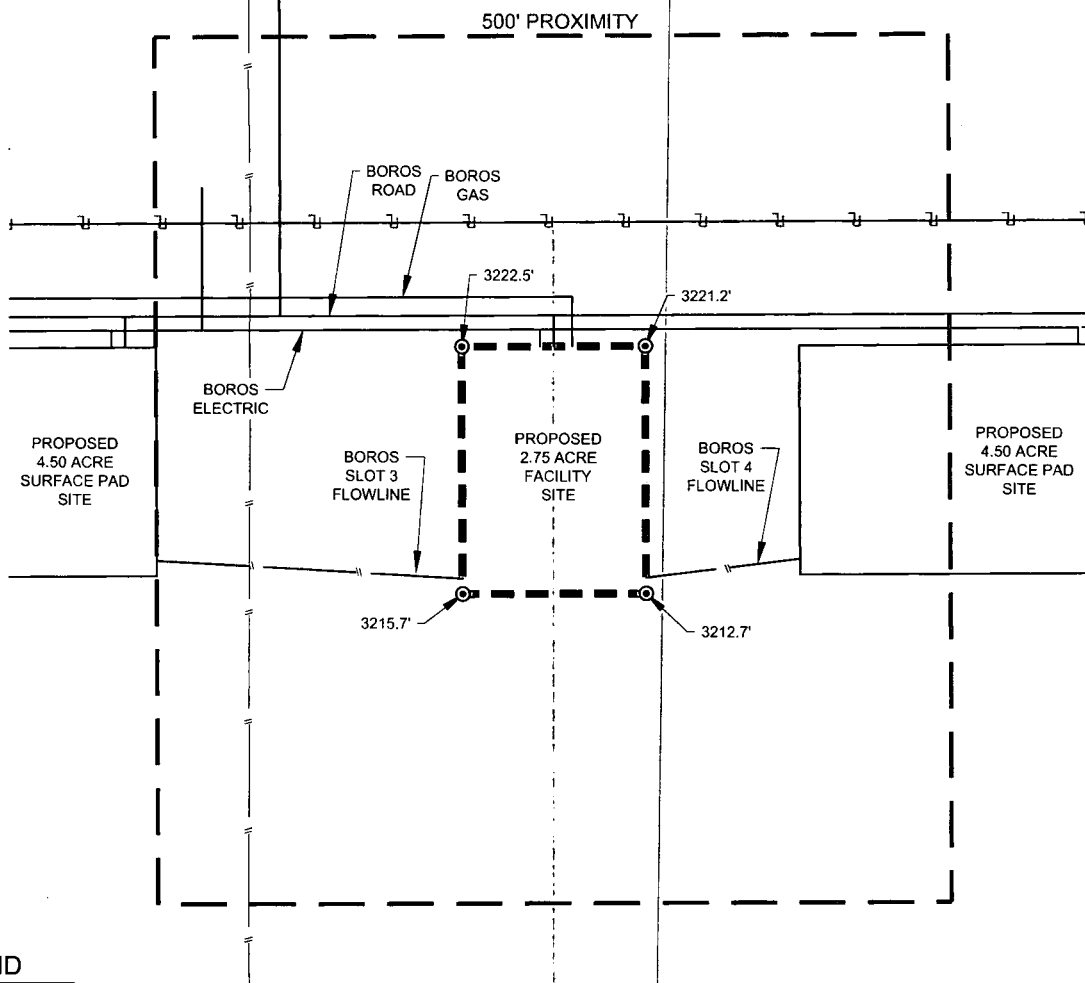 500' PROXIMITY
BOROS
ROAD
BOROS
GAS
3222.5'
3221.2'
BOROS
ELECTRIC
PROPOSED
4.50 ACRE
SURFACE PAD
SITE
BOROS
SLOT 3
FLOWLINE
PROPOSED
2.75 ACRE
FACILITY
SITE
BOROS
SLOT 4
FLOWLINE
PROPOSED
4.50 ACRE
SURFACE PAD
SITE
3215.7'
3212.7'